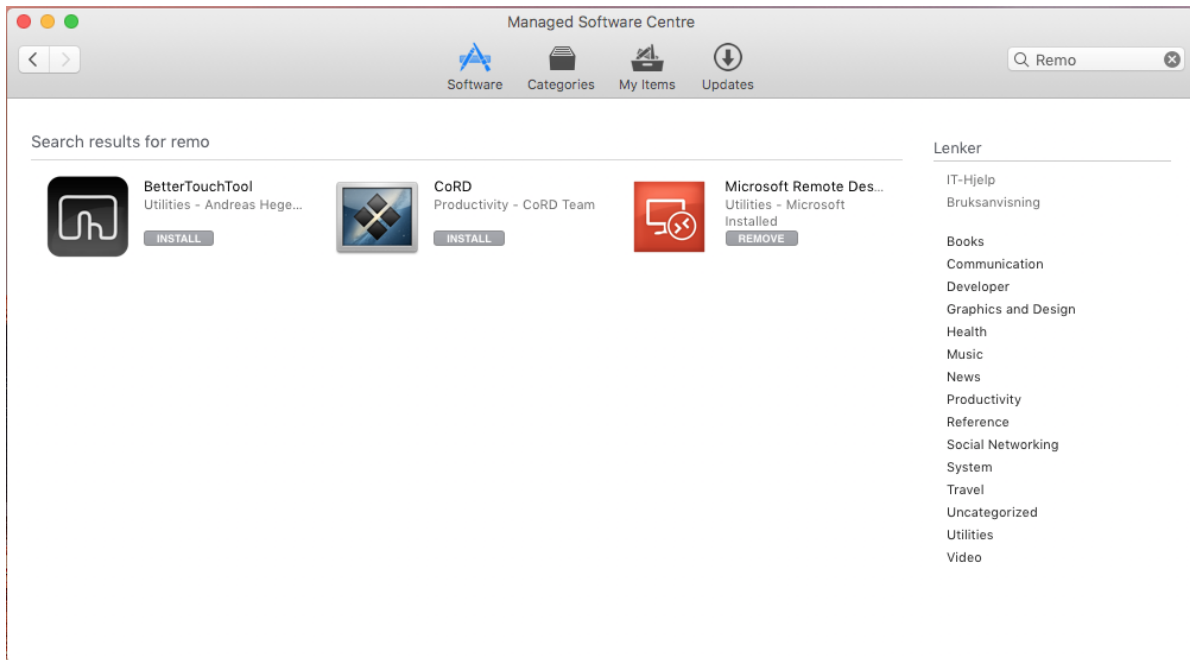 Managed Software Centre
Software
Categories
My Items
Updates
Remo
Search results for remo
BetterTouchTool
Utilities - Andreas Hege...
INSTALL
CoRD
Productivity - CoRD Team
INSTALL
Microsoft Remote Des...
Utilities - Microsoft
Installed
REMOVE
Lenker
IT-Hjelp
Bruksanvisning
Books
Communication
Developer
Graphics and Design
Health
Music
News
Productivity
Reference
Social Networking
System
Travel
Uncategorized
Utilities
Video